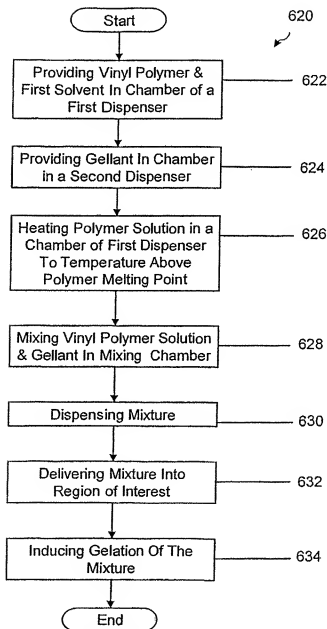 Start
620
Providing Vinyl Polymer &
First Solvent In Chamber of a
First Dispenser
622
Providing Gellant In Chamber
in a Second Dispenser
624
Heating Polymer Solution in a
Chamber of First Dispenser
To Temperature Above
Polymer Melting Point
626
Mixing Vinyl Polymer Solution
& Gellant In Mixing Chamber
628
Dispensing Mixture
630
Delivering Mixture Into
Region of Interest
632
Inducing Gelation Of The
Mixture
634
End